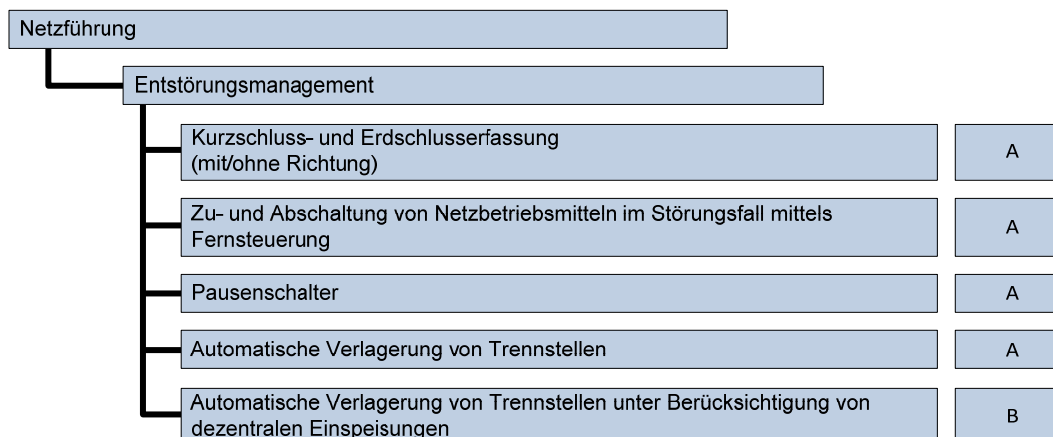 Netzführung
Entstörungsmanagement
Kurzschluss- und Erdschlusserfassung
(mit/ohne Richtung)
A
Zu- und Abschaltung von Netzbetriebsmitteln im Störungsfall mittels
Fernsteuerung
A
Pausenschalter
A
Automatische Verlagerung von Trennstellen
A
Automatische Verlagerung von Trennstellen unter Berücksichtigung von
dezentralen Einspeisungen
B